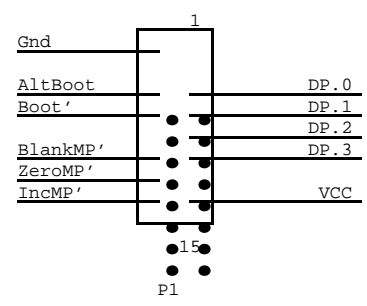 1
Gnd
AltBoot DP.0
Boot’ DP.1
DP.2
BlankMP’ DP.3
ZeroMP’
IncMP’ VCC
15
P1